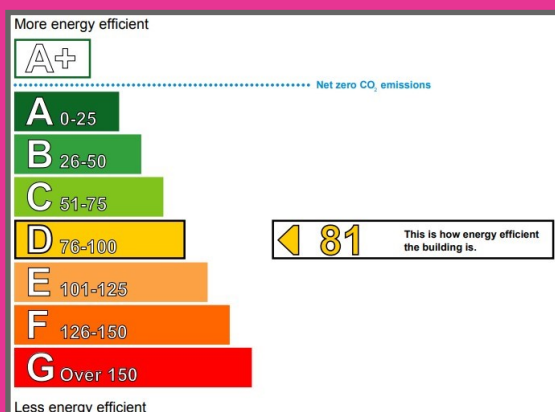 More energy efficient
A+
Net zero CO₂ emissions
A 0-25
B 26-50
C 51-75
D 76-100
81
This is how energy efficient
the building is.
E 101-125
F 126-150
G Over 150
Less energy efficient